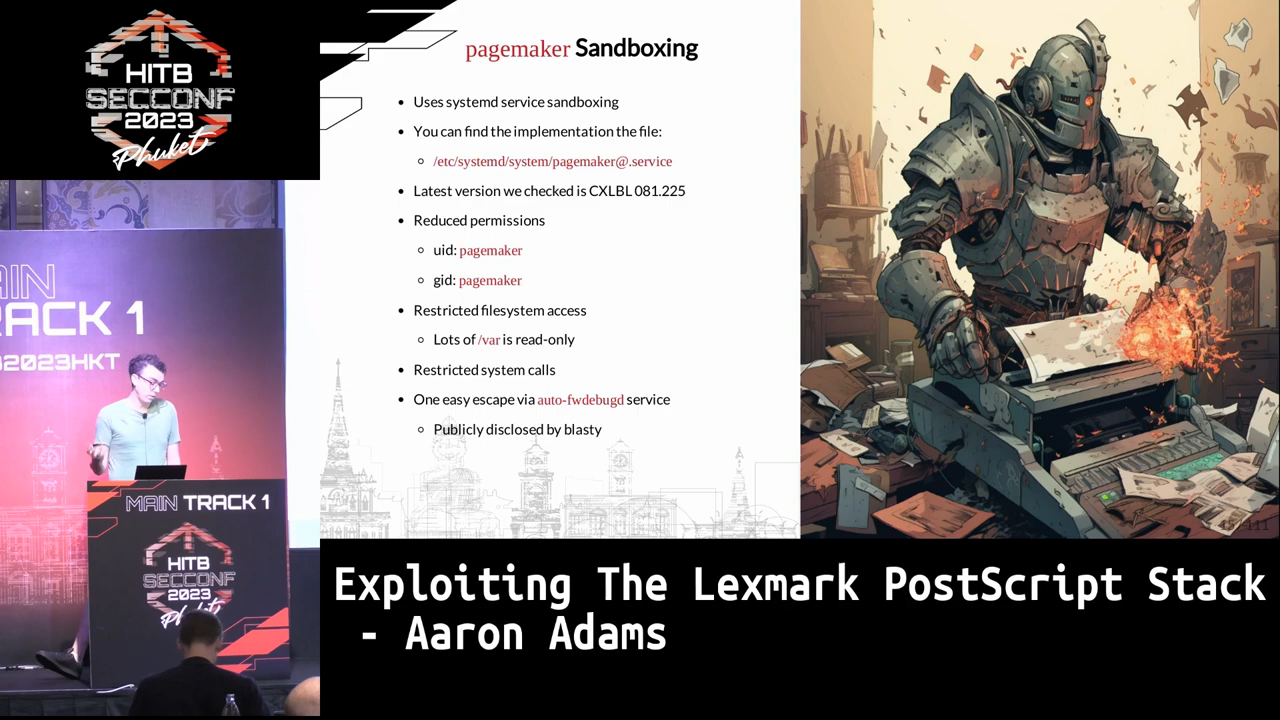 HITB
SECCONF
2023
Phuket
pagemaker Sandboxing
• Uses systemd service sandboxing
• You can find the implementation the file:
◦ /etc/systemd/system/pagemaker@.service
• Latest version we checked is CXLBL 081.225
• Reduced permissions
◦ uid: pagemaker
◦ gid: pagemaker
• Restricted filesystem access
◦ Lots of /var is read-only
• Restricted system calls
• One easy escape via auto-fwdebugd service
◦ Publicly disclosed by blasty
AIN
RACK 1
2023HKT
MAIN TRACK 1
HITB
SECCONF
2023
Exploiting The Lexmark PostScript Stack
- Aaron Adams